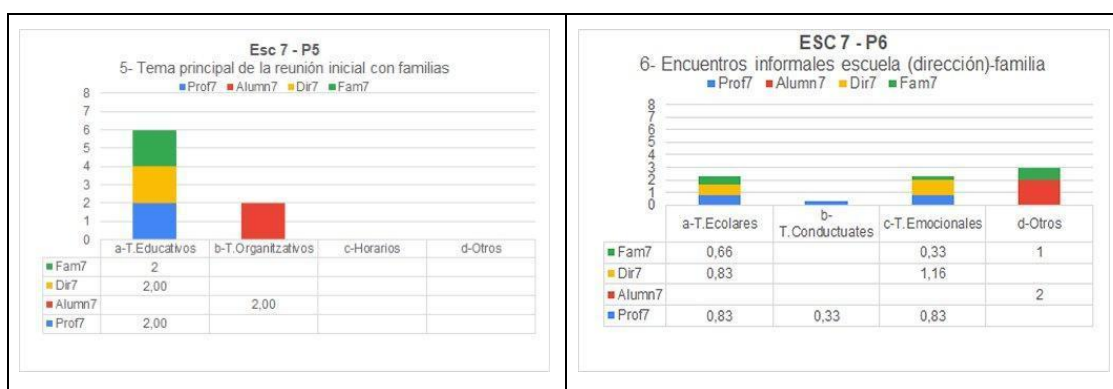 Esc 7 - P5
5- Tema principal de la reunión inicial con familias
Prof7 Alumn7 Dir7 Fam7
8
7
6
5
4
3
2
1
0
a-T.Educativos b-T.Organitzativos c-Horarios d-Otros
Fam7 2
Dir7 2,00
Alumn7 2,00
Prof7 2,00
ESC 7 - P6
6- Encuentros informales escuela (dirección)-familia
Prof7 Alumn7 Dir7 Fam7
8
7
6
5
4
3
2
1
0
a-T.Ecolares b-T.Conductuates c-T.Emocionales d-Otros
Fam7 0,66 0,33 1
Dir7 0,83 1,16
Alumn7 2
Prof7 0,83 0,33 0,83